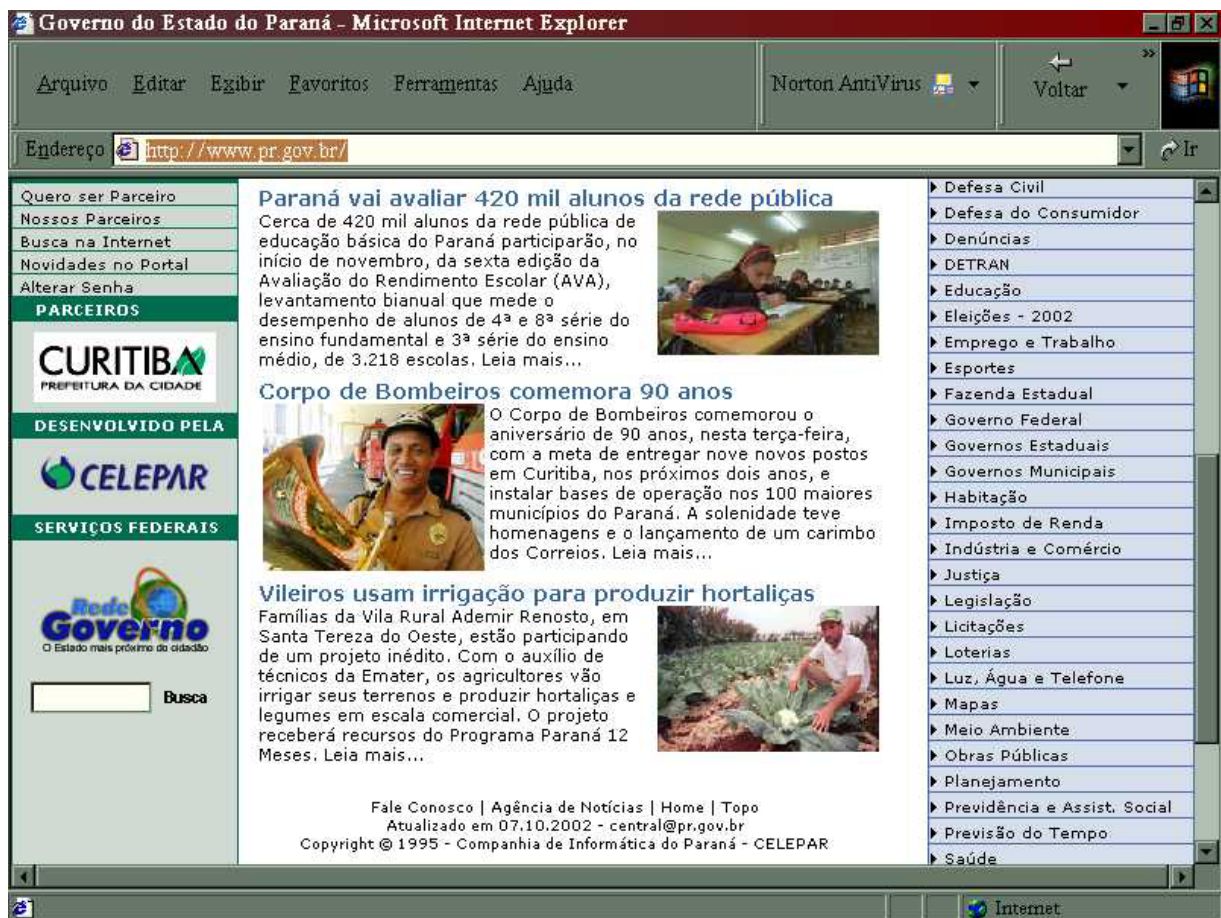 Governo do Estado do Paraná - Microsoft Internet Explorer
Arquivo Editar Exibir Favoritos Ferramentas Ajuda
Norton AntiVirus
Voltar
»
Endereço http://www.pr.gov.br/
Ir
Quero ser Parceiro
Nossos Parceiros
Busca na Internet
Novidades no Portal
Alterar Senha
PARCEIROS
CURITIBA
PREFEITURA DA CIDADE
DESENVOLVIDO PELA
CELEPAR
SERVIÇOS FEDERAIS
Rede
Governo
O Estado mais próximo do cidadão
Busca
Paraná vai avaliar 420 mil alunos da rede pública
Cerca de 420 mil alunos da rede pública de
educação básica do Paraná participarão, no
início de novembro, da sexta edição da
Avaliação do Rendimento Escolar (AVA),
levantamento bianual que mede o
desempenho de alunos de 4ª e 8ª série do
ensino fundamental e 3ª série do ensino
médio, de 3.218 escolas. Leia mais...
Corpo de Bombeiros comemora 90 anos
O Corpo de Bombeiros comemorou o
aniversário de 90 anos, nesta terça-feira,
com a meta de entregar nove novos postos
em Curitiba, nos próximos dois anos, e
instalar bases de operação nos 100 maiores
municípios do Paraná. A solenidade teve
homenagens e o lançamento de um carimbo
dos Correios. Leia mais...
Vileiros usam irrigação para produzir hortaliças
Famílias da Vila Rural Ademir Renosto, em
Santa Tereza do Oeste, estão participando
de um projeto inédito. Com o auxílio de
técnicos da Emater, os agricultores vão
irrigar seus terrenos e produzir hortaliças e
legumes em escala comercial. O projeto
receberá recursos do Programa Paraná 12
Meses. Leia mais...
Fale Conosco | Agência de Notícias | Home | Topo
Atualizado em 07.10.2002 - central@pr.gov.br
Copyright © 1995 - Companhia de Informática do Paraná - CELEPAR
Defesa Civil
Defesa do Consumidor
Denúncias
DETRAN
Educação
Eleições - 2002
Emprego e Trabalho
Esportes
Fazenda Estadual
Governo Federal
Governos Estaduais
Governos Municipais
Habitação
Imposto de Renda
Indústria e Comércio
Justiça
Legislação
Licitações
Loterias
Luz, Água e Telefone
Mapas
Meio Ambiente
Obras Públicas
Planejamento
Previdência e Assist. Social
Previsão do Tempo
Saúde
Internet